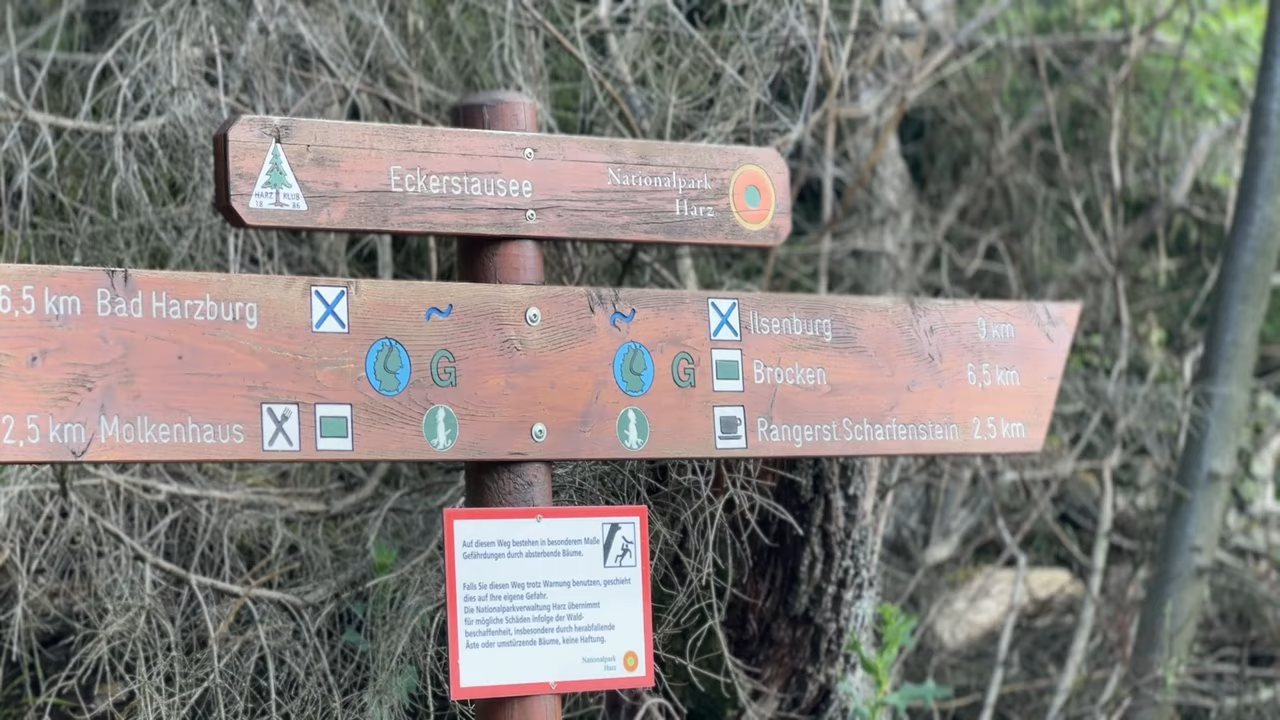 Eckerstausee
Nationalpark
Harz
HARZ KLUB
18 86
6,5 km Bad Harzburg
2,5 km Molkenhaus
G
G
Ilsenburg 9 km
Brocken 6,5 km
Rangerst.Scharfenstein 2,5 km
Auf diesem Weg bestehen in besonderem Maße
Gefährdungen durch absterbende Bäume.
Falls Sie diesen Weg trotz Warnung benutzen, geschieht
dies auf Ihre eigene Gefahr.
Die Nationalparkverwaltung Harz übernimmt
für mögliche Schäden infolge der Wald-
beschaffenheit, insbesondere durch herabfallende
Äste oder umstürzende Bäume, keine Haftung.
Nationalpark
Harz